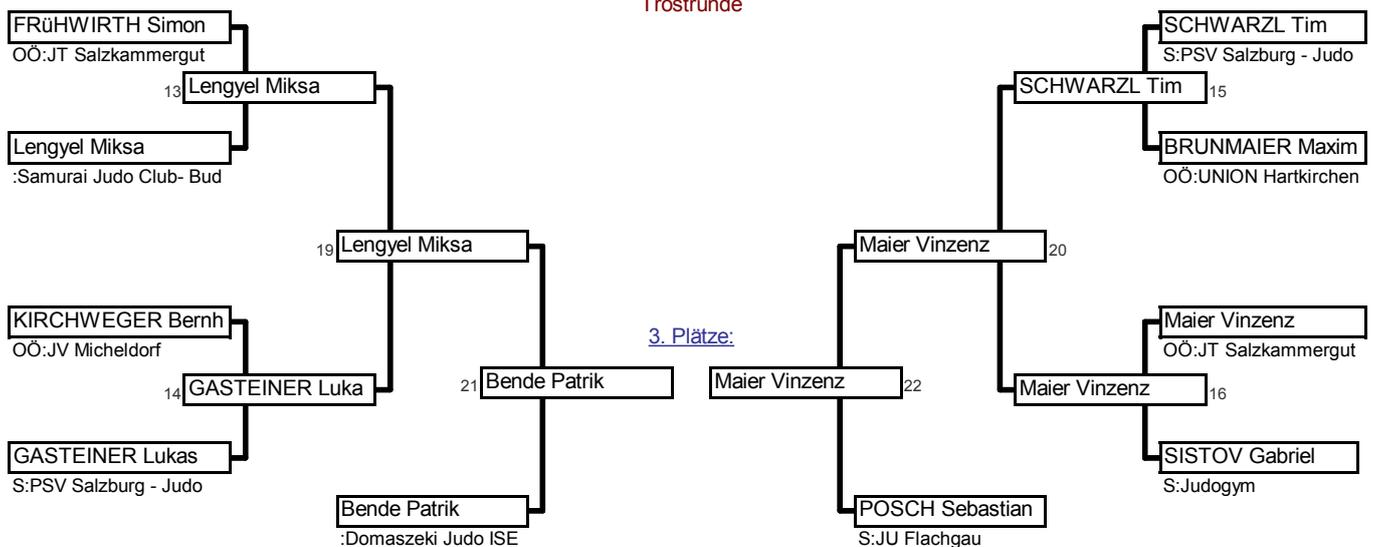 Trostrunde
FRüHWIRTH Simon
OÖ:JT Salzkammergut
13 Lengyel Miksa
Lengyel Miksa
:Samurai Judo Club- Bud
19 Lengyel Miksa
KIRCHWEGER Bernh
OÖ:JV Micheldorf
14 GASTEINER Luka
GASTEINER Lukas
S:PSV Salzburg - Judo
21 Bende Patrik
Bende Patrik
:Domaszeki Judo ISE
3. Plätze:
SCHWARZL Tim
S:PSV Salzburg - Judo
SCHWARZL Tim 15
BRUNMAIER Maxim
OÖ:UNION Hartkirchen
Maier Vinzenz 20
Maier Vinzenz
OÖ:JT Salzkammergut
Maier Vinzenz 22
Maier Vinzenz 16
SISTOV Gabriel
S:Judogym
POSCH Sebastian
S:JU Flachgau